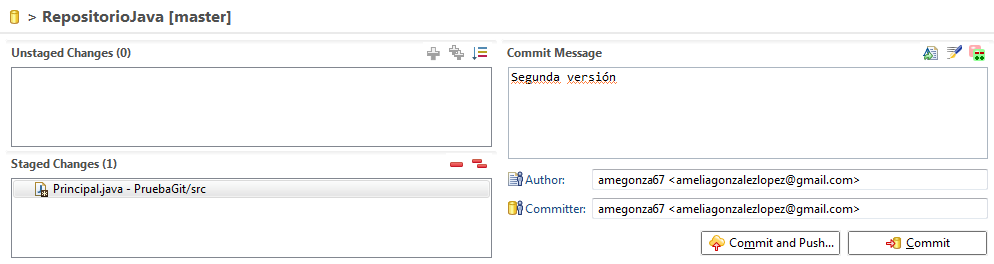 > RepositorioJava [master]
Unstaged Changes (0)
Staged Changes (1)
Principal.java - PruebaGit/src
Commit Message
Segunda versión
Author: amegonza67 <ameliagonzalezlopez@gmail.com>
Committer: amegonza67 <ameliagonzalezlopez@gmail.com>
Commit and Push... Commit